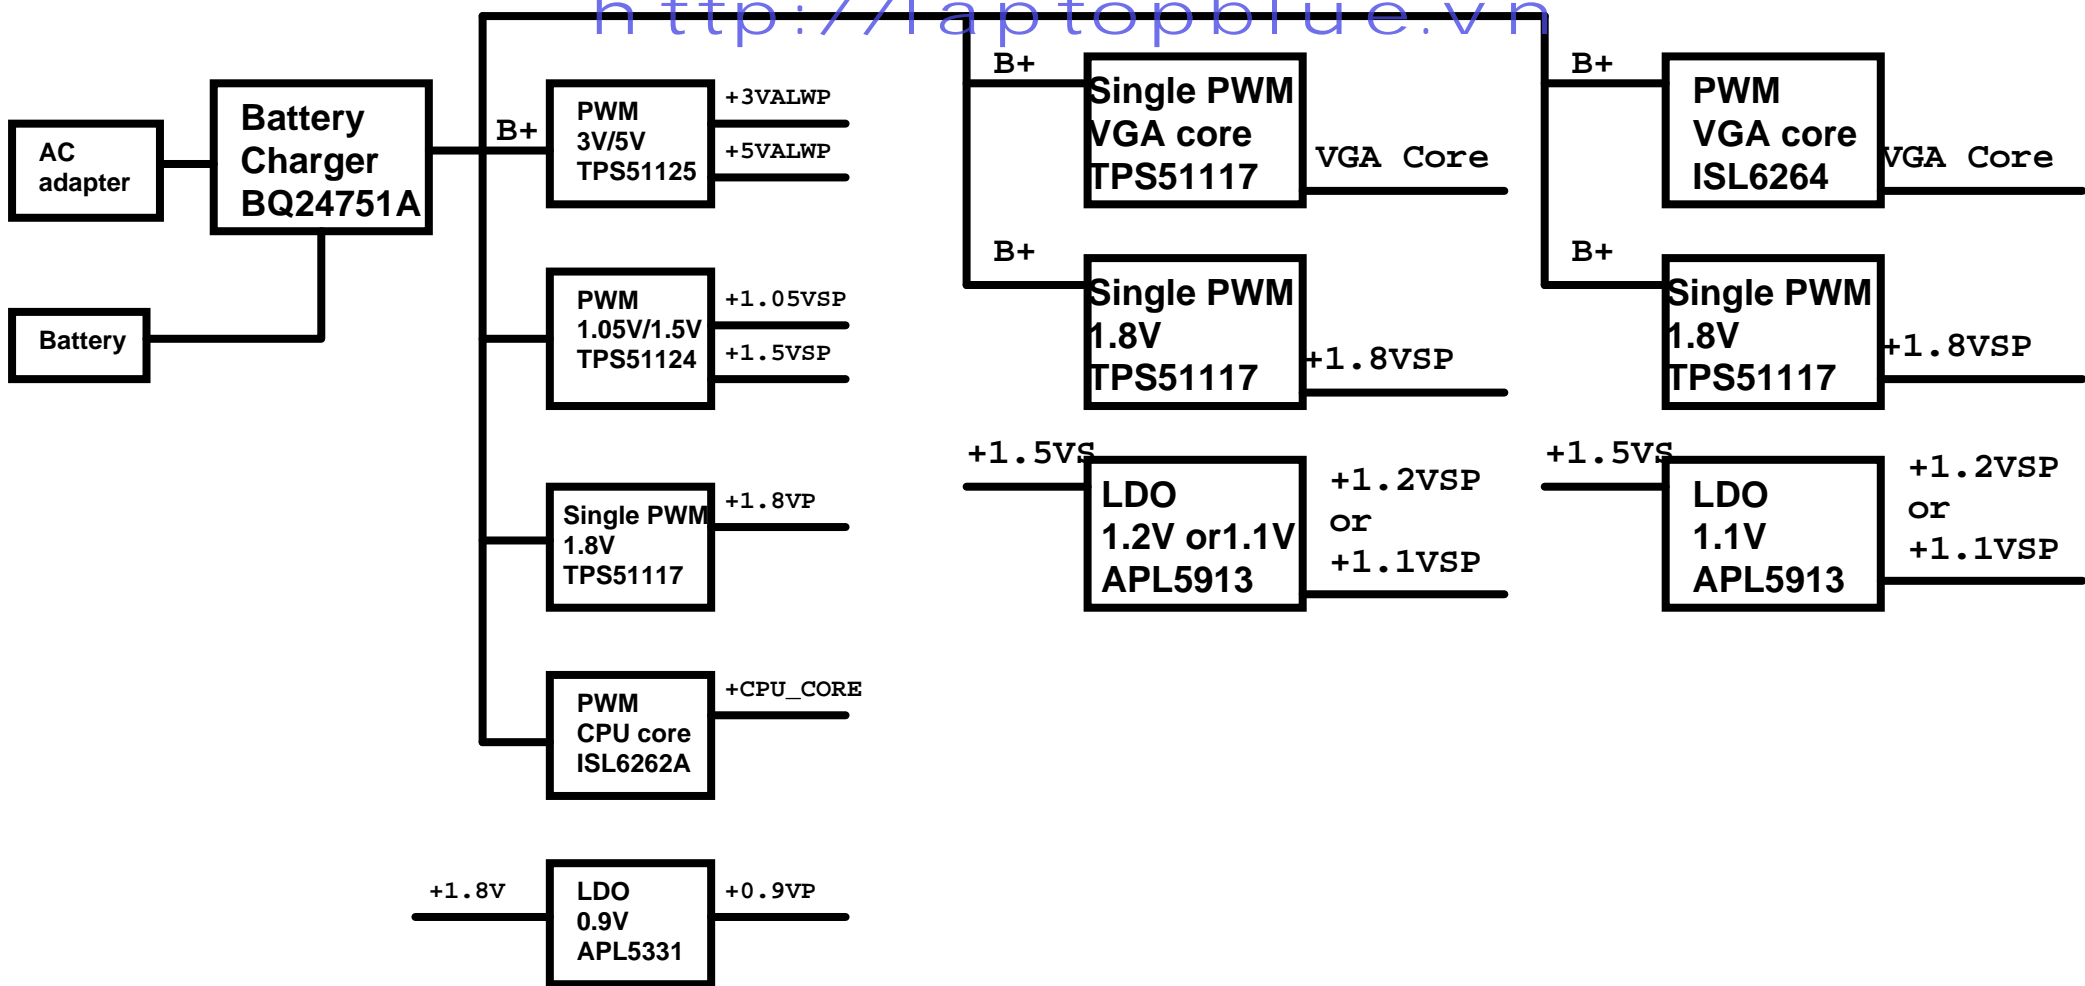 http://laptopblue.vn
AC
adapter
Battery
Charger
BQ24751A
Battery
B+
PWM
3V/5V
TPS51125
+3VALWP
+5VALWP
PWM
1.05V/1.5V
TPS51124
+1.05VSP
+1.5VSP
Single PWM
1.8V
TPS51117
+1.8VP
PWM
CPU core
ISL6262A
+CPU_CORE
+1.8V
LDO
0.9V
APL5331
+0.9VP
B+
Single PWM
VGA core
TPS51117
VGA Core
B+
Single PWM
1.8V
TPS51117
+1.8VSP
+1.5VS
LDO
1.2V or1.1V
APL5913
+1.2VSP
or
+1.1VSP
B+
PWM
VGA core
ISL6264
VGA Core
B+
Single PWM
1.8V
TPS51117
+1.8VSP
+1.5VS
LDO
1.1V
APL5913
+1.2VSP
or
+1.1VSP